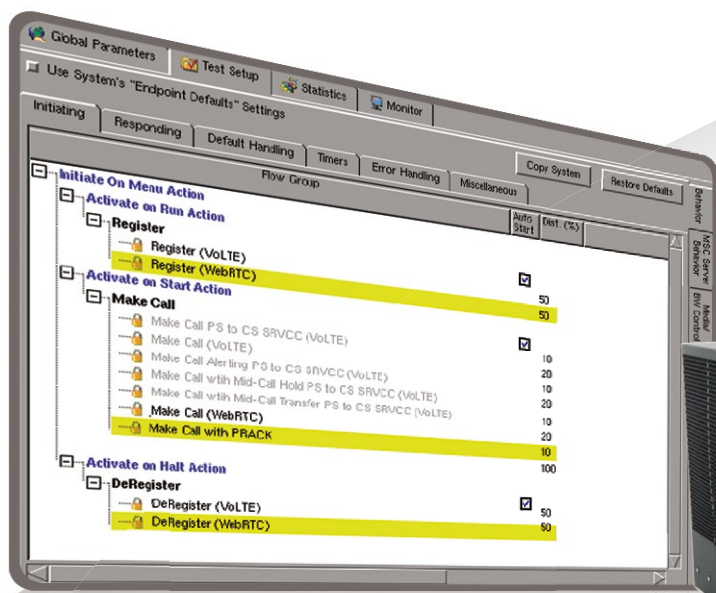 Global Parameters
Test Setup
Statistics
Monitor
Use System's "Endpoint Defaults" Settings
Initiating
Responding
Default Handling
Timers
Error Handling
Miscellaneous
Copy System
Restore Defaults
Flow Group
Auto Start
Dist. (%)
Behavior
MSC Server Behavior
Media/ BW Control
Initiate On Menu Action
Activate on Run Action
Register
Register (VoLTE) 50
Register (WebRTC) 50
Activate on Start Action
Make Call
Make Call PS to CS SRVCC (VoLTE) 10
Make Call (VoLTE) 20
Make Call Alerting PS to CS SRVCC (VoLTE) 10
Make Call wtih Mid-Call Hold PS to CS SRVCC (VoLTE) 20
Make Call wtih Mid-Call Transfer PS to CS SRVCC (VoLTE) 10
Make Call (WebRTC) 20
Make Call with PRACK 10
100
Activate on Halt Action
DeRegister
DeRegister (VoLTE) 50
DeRegister (WebRTC) 50